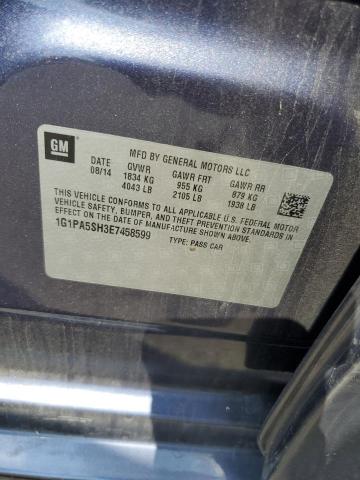 GM
MFD BY GENERAL MOTORS LLC
DATE GVWR GAWR FRT GAWR RR
08/14 1834 KG 955 KG 879 KG
4043 LB 2105 LB 1938 LB
THIS VEHICLE CONFORMS TO ALL APPLICABLE U.S. FEDERAL MOTOR
VEHICLE SAFETY, BUMPER, AND THEFT PREVENTION STANDARDS
IN EFFECT ON THE DATE OF MANUFACTURE SHOWN ABOVE.
1G1PA5SH3E7458599 TYPE: PASS CAR